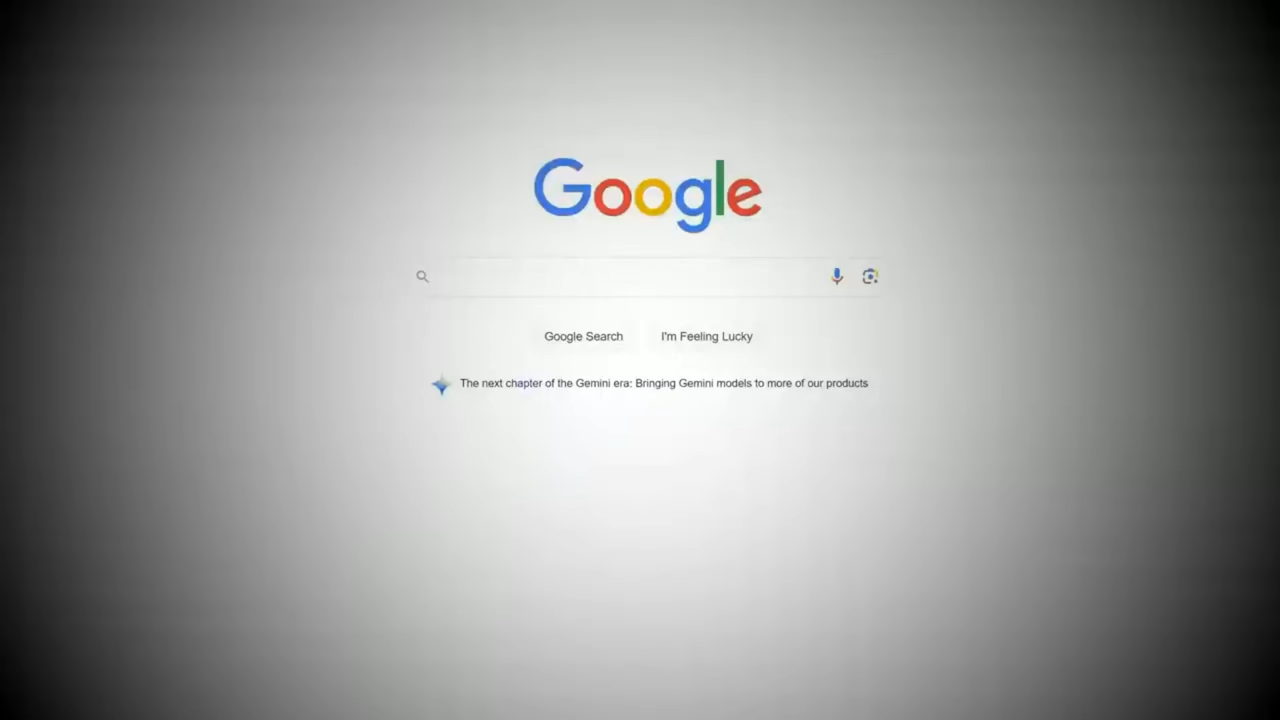 Google
Google Search
I'm Feeling Lucky
The next chapter of the Gemini era: Bringing Gemini models to more of our products